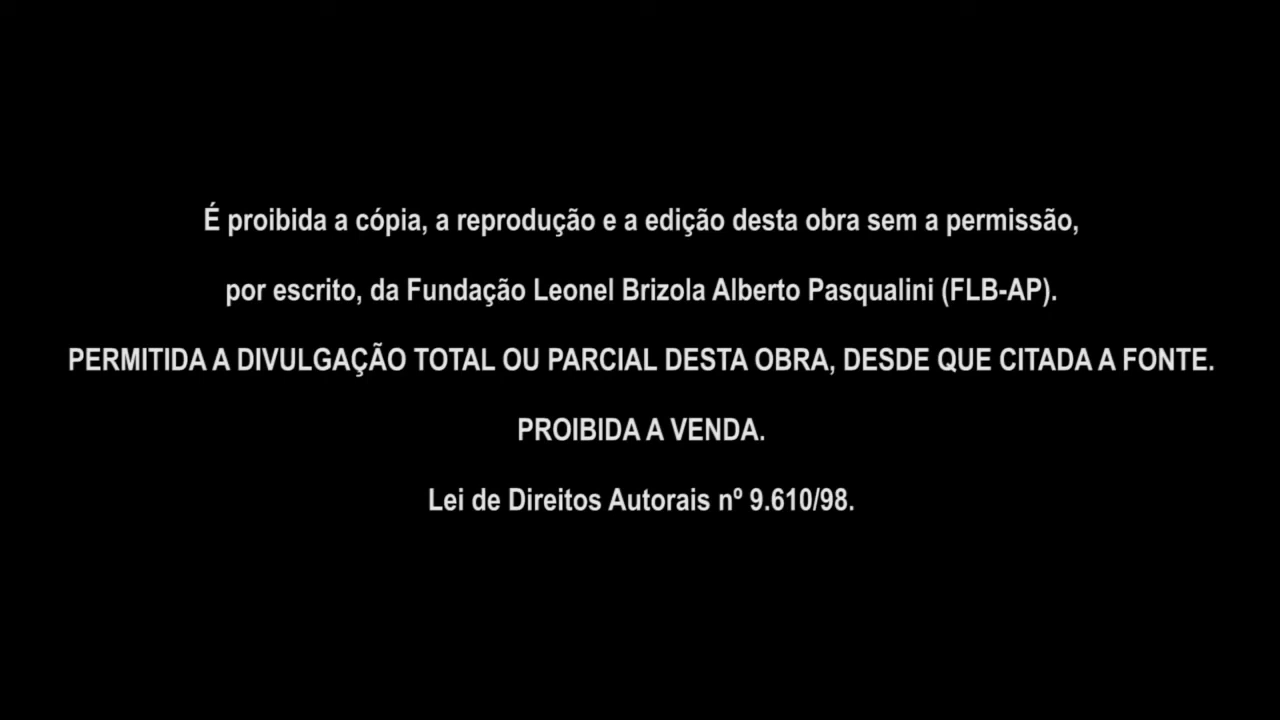 É proibida a cópia, a reprodução e a edição desta obra sem a permissão,
por escrito, da Fundação Leonel Brizola Alberto Pasqualini (FLB-AP).
PERMITIDA A DIVULGAÇÃO TOTAL OU PARCIAL DESTA OBRA, DESDE QUE CITADA A FONTE.
PROIBIDA A VENDA.
Lei de Direitos Autorais nº 9.610/98.